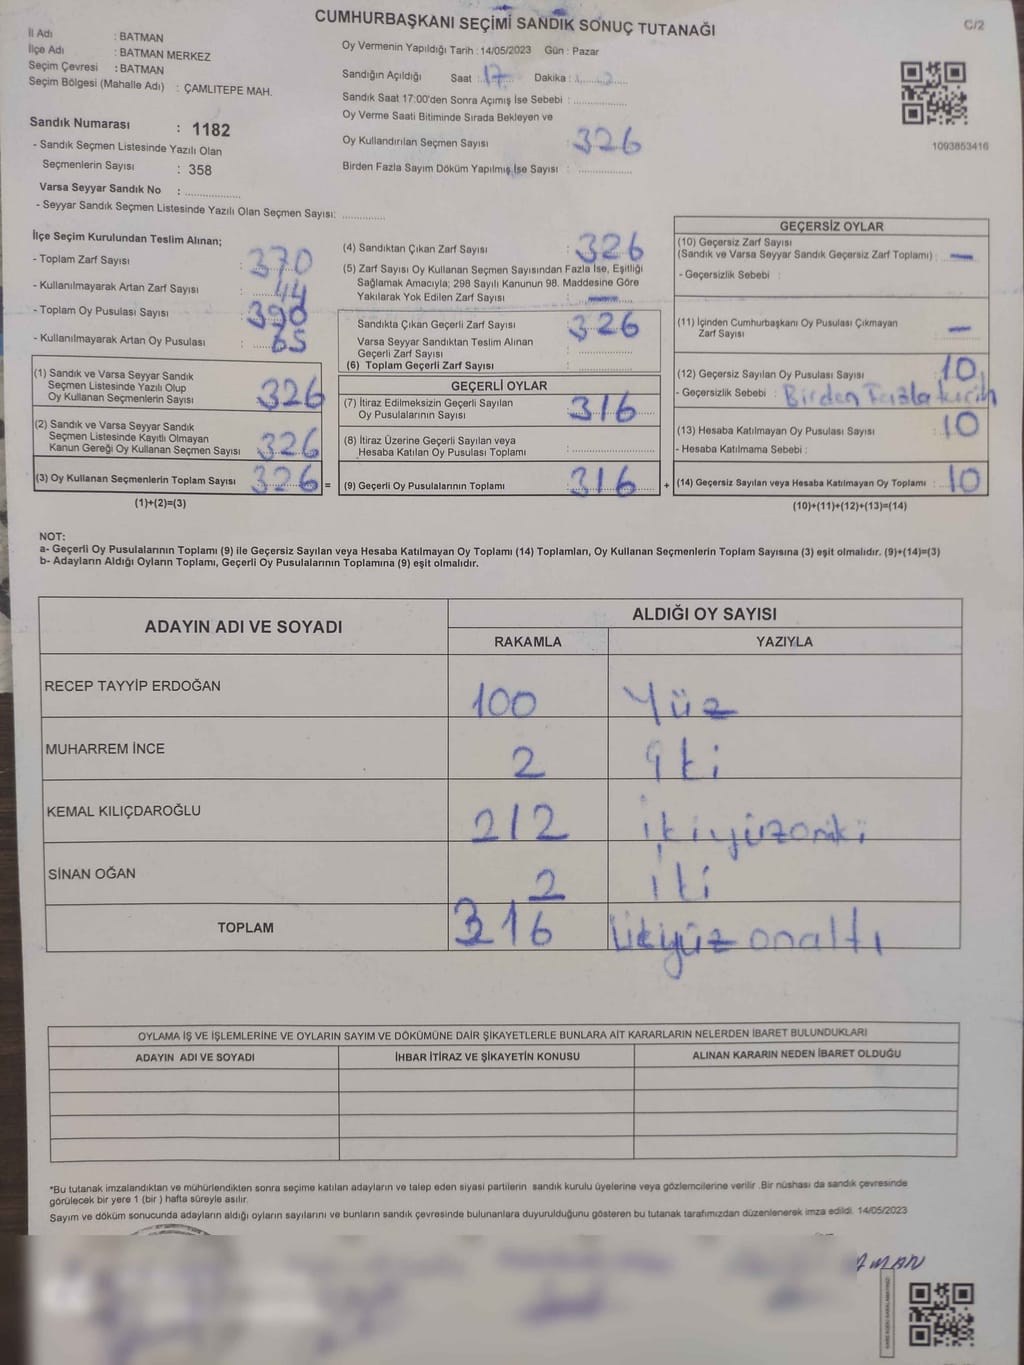 CUMHURBAŞKANI SEÇİMİ SANDIK SONUÇ TUTANAĞI
C/2
İl Adı : BATMAN
İlçe Adı : BATMAN MERKEZ
Seçim Çevresi : BATMAN
Seçim Bölgesi (Mahalle Adı) : ÇAMLITEPE MAH.
Oy Vermenin Yapıldığı Tarih : 14/05/2023 Gün : Pazar
Sandığın Açıldığı Saat : 17 Dakika :
Sandık Saat 17:00'den Sonra Açımış İse Sebebi :
Oy Verme Saati Bitiminde Sırada Bekleyen ve
Oy Kullandırılan Seçmen Sayısı : 326
Birden Fazla Sayım Döküm Yapılmış İse Sayısı :
1093853416
Sandık Numarası : 1182
- Sandık Seçmen Listesinde Yazılı Olan
Seçmenlerin Sayısı : 358
Varsa Seyyar Sandık No :
- Seyyar Sandık Seçmen Listesinde Yazılı Olan Seçmen Sayısı:
İlçe Seçim Kurulundan Teslim Alınan;
- Toplam Zarf Sayısı : 370
- Kullanılmayarak Artan Zarf Sayısı : 44
- Toplam Oy Pusulası Sayısı : 390
- Kullanılmayarak Artan Oy Pusulası : 65
(1) Sandık ve Varsa Seyyar Sandık
Seçmen Listesinde Yazılı Olup
Oy Kullanan Seçmenlerin Sayısı 326
(2) Sandık ve Varsa Seyyar Sandık
Seçmen Listesinde Kayıtlı Olmayan
Kanun Gereği Oy Kullanan Seçmen Sayısı 326
(3) Oy Kullanan Seçmenlerin Toplam Sayısı 326 =
(1)+(2)=(3)
(4) Sandıktan Çıkan Zarf Sayısı : 326
(5) Zarf Sayısı Oy Kullanan Seçmen Sayısından Fazla İse, Eşitliği
Sağlamak Amacıyla; 298 Sayılı Kanunun 98. Maddesine Göre
Yakılarak Yok Edilen Zarf Sayısı : —
Sandıkta Çıkan Geçerli Zarf Sayısı : 326
Varsa Seyyar Sandıktan Teslim Alınan
Geçerli Zarf Sayısı :
(6) Toplam Geçerli Zarf Sayısı :
GEÇERLİ OYLAR
(7) İtiraz Edilmeksizin Geçerli Sayılan
Oy Pusulalarının Sayısı : 316
(8) İtiraz Üzerine Geçerli Sayılan veya
Hesaba Katılan Oy Pusulası Toplamı :
(9) Geçerli Oy Pusulalarının Toplamı : 316 +
GEÇERSİZ OYLAR
(10) Geçersiz Zarf Sayısı
(Sandık ve Varsa Seyyar Sandık Geçersiz Zarf Toplamı) : —
- Geçersizlik Sebebi :
(11) İçinden Cumhurbaşkanı Oy Pusulası Çıkmayan
Zarf Sayısı : —
(12) Geçersiz Sayılan Oy Pusulası Sayısı : 10
- Geçersizlik Sebebi : Birden Fazla
(13) Hesaba Katılmayan Oy Pusulası Sayısı : 10
- Hesaba Katılmama Sebebi :
(14) Geçersiz Sayılan veya Hesaba Katılmayan Oy Toplamı : 10
(10)+(11)+(12)+(13)=(14)
NOT:
a- Geçerli Oy Pusulalarının Toplamı (9) ile Geçersiz Sayılan veya Hesaba Katılmayan Oy Toplamı (14) Toplamları, Oy Kullanan Seçmenlerin Toplam Sayısına (3) eşit olmalıdır. (9)+(14)=(3)
b- Adayların Aldığı Oyların Toplamı, Geçerli Oy Pusulalarının Toplamına (9) eşit olmalıdır.
ADAYIN ADI VE SOYADI
ALDIĞI OY SAYISI
RAKAMLA YAZIYLA
RECEP TAYYİP ERDOĞAN 100 Yüz
MUHARREM İNCE 2 iki
KEMAL KILIÇDAROĞLU 212 ikiyüzoniki
SİNAN OĞAN 2 iki
TOPLAM 316 onaltı
OYLAMA İŞ VE İŞLEMLERİNE VE OYLARIN SAYIM VE DÖKÜMÜNE DAİR ŞİKAYETLERLE BUNLARA AİT KARARLARIN NELERDEN İBARET BULUNDUKLARI
ADAYIN ADI VE SOYADI İHBAR İTİRAZ VE ŞİKAYETİN KONUSU ALINAN KARARIN NEDEN İBARET OLDUĞU
*Bu tutanak imzalandıktan ve mühürlendikten sonra seçime katılan adayların ve talep eden siyasi partilerin sandık kurulu üyelerine veya gözlemcilerine verilir .Bir nüshası da sandık çevresinde
görülecek bir yere 1 (bir ) hafta süreyle asılır.
Sayım ve döküm sonucunda adayların aldığı oyların sayılarını ve bunların sandık çevresinde bulunanlara duyurulduğunu gösteren bu tutanak tarafımızdan düzenlenerek imza edildi. 14/05/2023